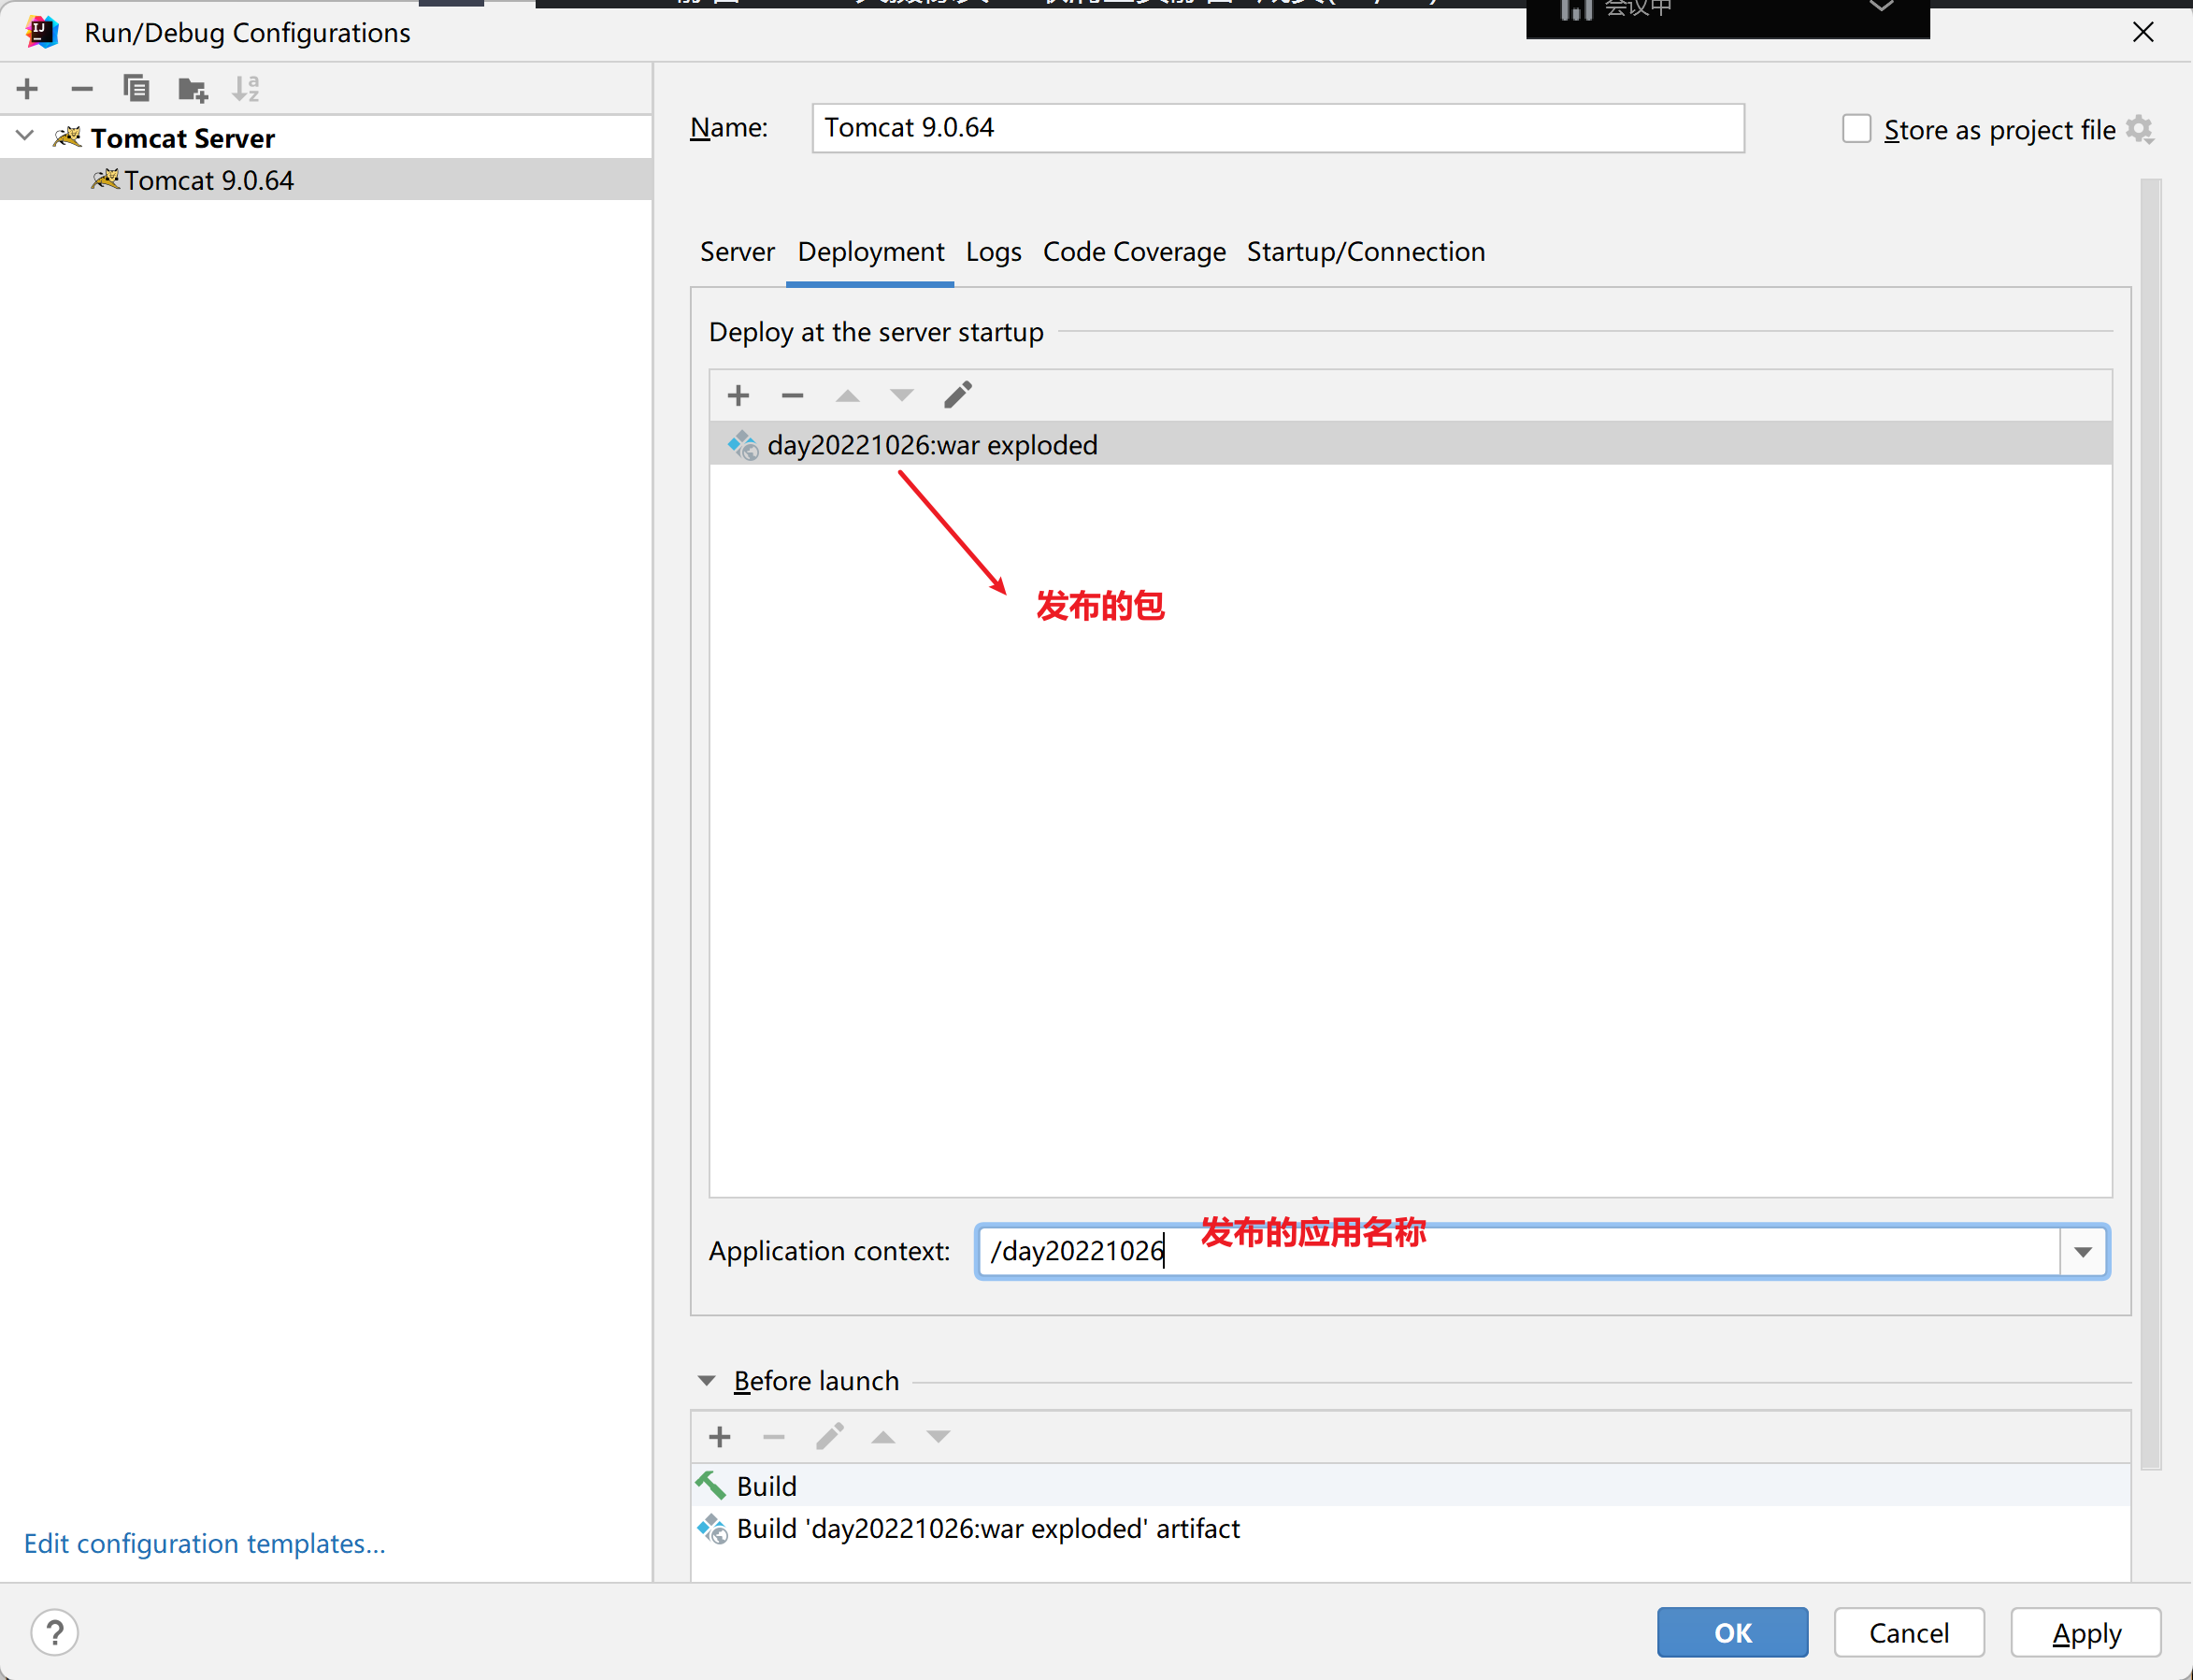 会议中
Run/Debug Configurations
Tomcat Server
Tomcat 9.0.64
Name:
Tomcat 9.0.64
Store as project file
Server
Deployment
Logs
Code Coverage
Startup/Connection
Deploy at the server startup
day20221026:war exploded
发布的包
发布的应用名称
Application context:
/day20221026
Before launch
Build
Build 'day20221026:war exploded' artifact
Edit configuration templates...
?
OK
Cancel
Apply